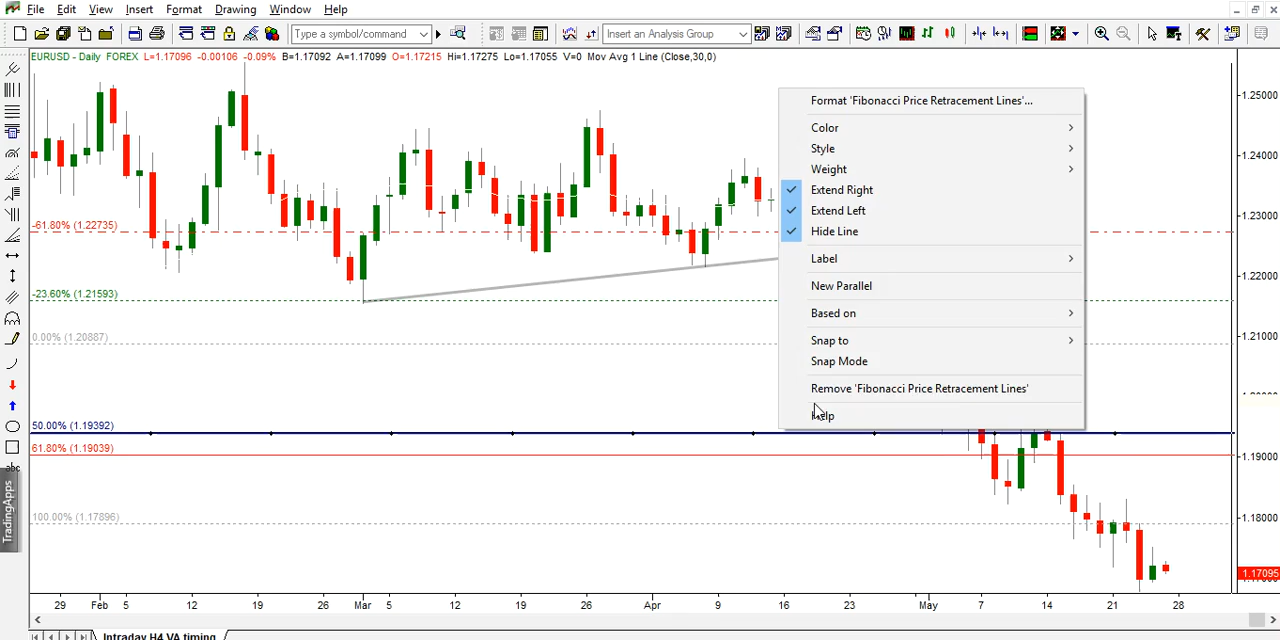 File Edit View Insert Format Drawing Window Help
Type a symbol/command Insert an Analysis Group
EURUSD - Daily FOREX L=1.17096 -0.00106 -0.09% B=1.17092 A=1.17099 O=1.17215 Hi=1.17275 Lo=1.17055 V=0 Mov Avg 1 Line (Close,30,0)
Format 'Fibonacci Price Retracement Lines'...
Color
Style
Weight
Extend Right
Extend Left
Hide Line
Label
New Parallel
Based on
Snap to
Snap Mode
Remove 'Fibonacci Price Retracement Lines'
Help
-61.80% (1.22735)
-23.60% (1.21593)
0.00% (1.20887)
50.00% (1.19392)
61.80% (1.19039)
100.00% (1.17896)
1.25000
1.24000
1.23000
1.22000
1.21000
1.19000
1.18000
1.17095
abc
TradingApps
29 Feb 5 12 19 26 Mar 5 12 19 26 Apr 9 16 23 May 7 14 21 28
Intraday H4 VA timing